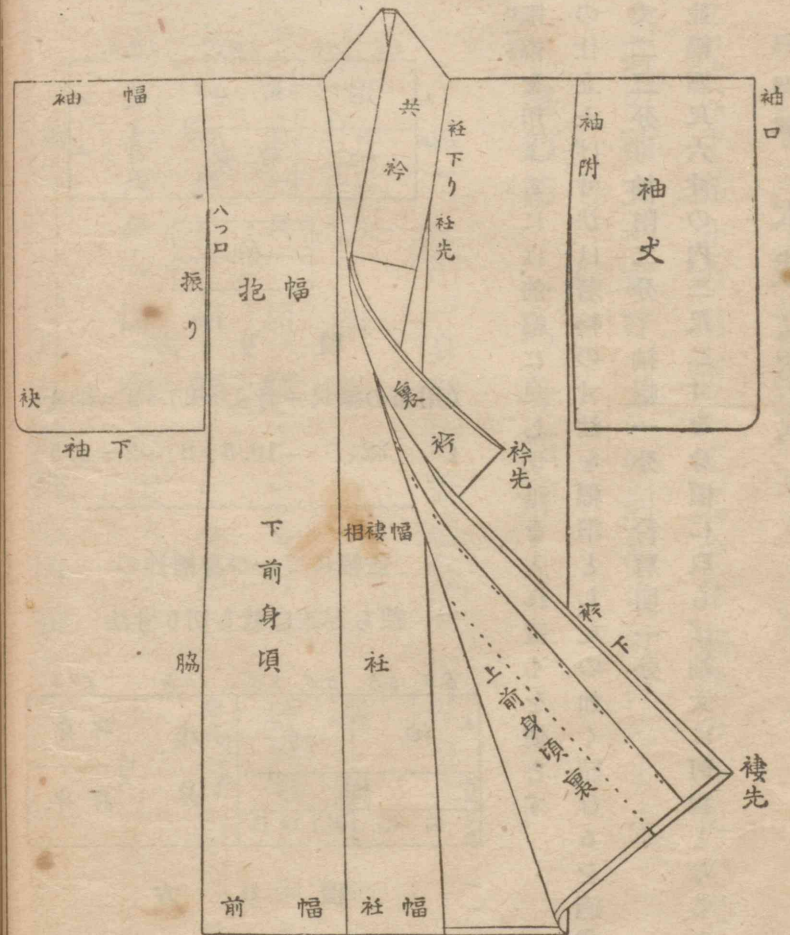 袖口
袖丈
袖附
衽下り
衽先
共衿
袖幅
八つ口
振り
抱幅
袂
袖下
裏衿
衿先
相褄幅
下前身頃
衽
脇
衿下
上前身頃裏
褄先
前幅
衽幅